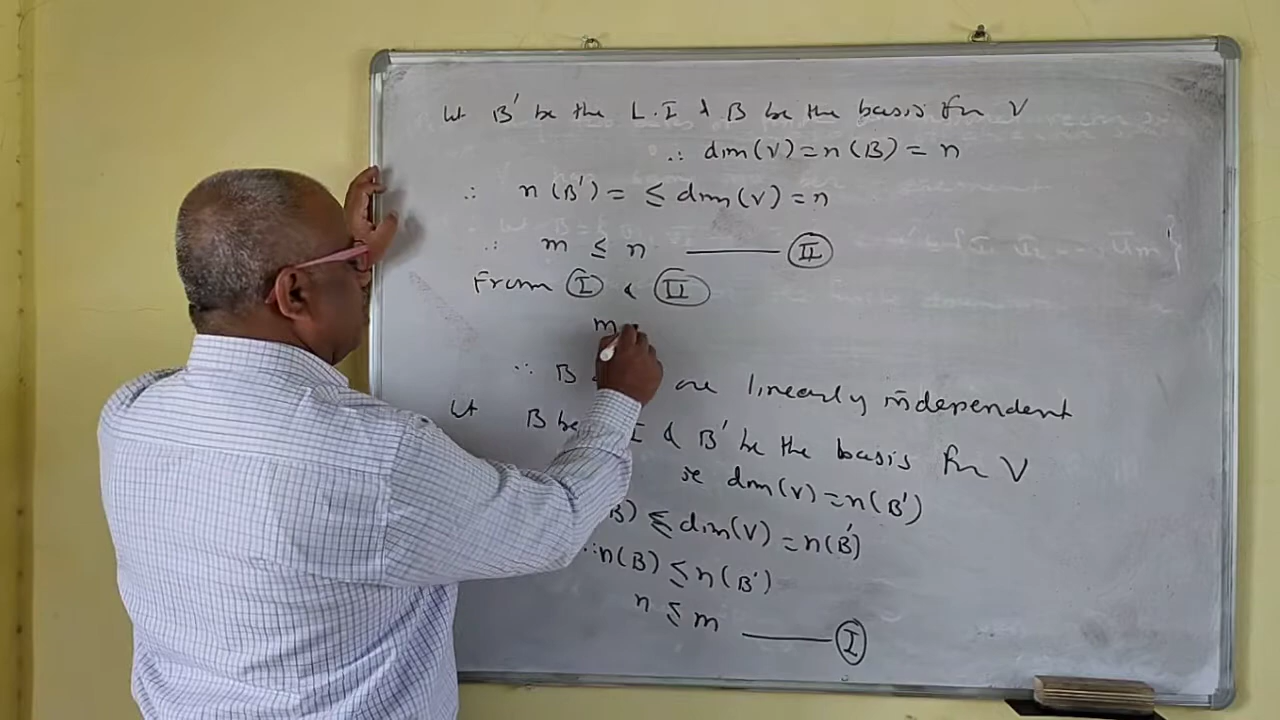 Let B' be the L.I & B be the basis for V
∴ dim(V) = n(B) = n
∴ n(B') = ≤ dim(V) = n
∴ m ≤ n —— II
From I & II
m
∴ B are linearly independent
Let B be I & B' be the basis for V
ie dim(V) = n(B')
B) ≤ dim(V) = n(B')
∴ n(B) ≤ n(B')
n ≤ m —— I